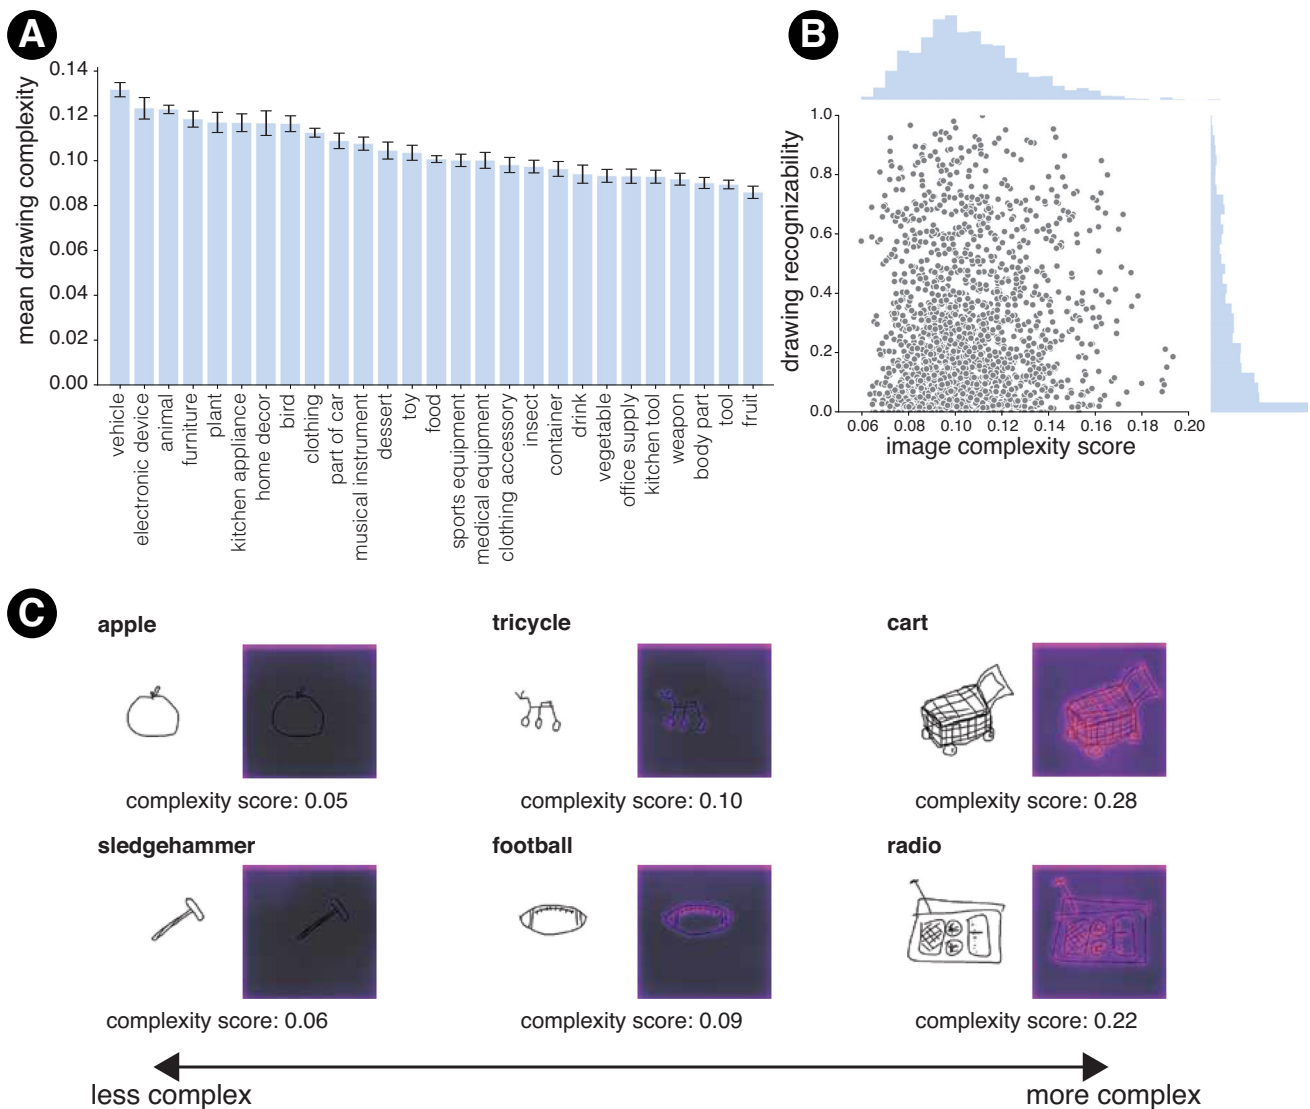 A
mean drawing complexity
0.14
0.12
0.10
0.08
0.06
0.04
0.02
0.00
vehicle
electronic device
animal
furniture
plant
kitchen appliance
home decor
bird
clothing
part of car
musical instrument
dessert
toy
food
sports equipment
medical equipment
clothing accessory
insect
container
drink
vegetable
office supply
kitchen tool
weapon
body part
tool
fruit
B
drawing recognizability
1.0
0.8
0.6
0.4
0.2
0.0
0.06 0.08 0.10 0.12 0.14 0.16 0.18 0.20
image complexity score
C
apple
tricycle
cart
complexity score: 0.05
complexity score: 0.10
complexity score: 0.28
sledgehammer
football
radio
complexity score: 0.06
complexity score: 0.09
complexity score: 0.22
less complex
more complex